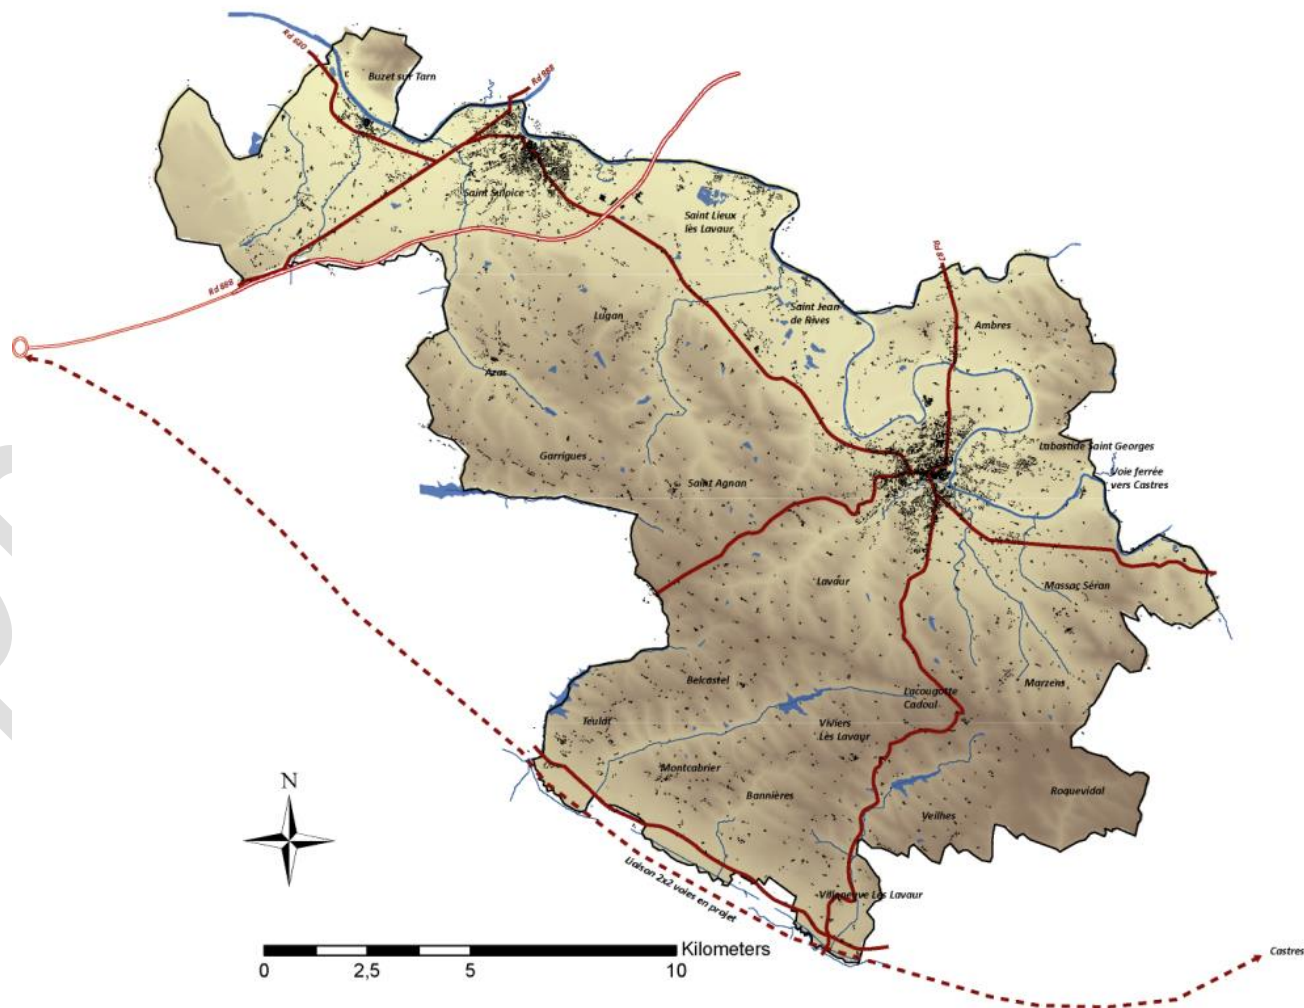 Rd 630
Rd 988
Buzet sur Tarn
Saint Sulpice
Saint Lieux
lès Lavaur
Rd 87
Rd 888
Saint Jean
de Rives
Lugan
Ambres
Azas
Garrigues
Labastide Saint Georges
Saint Agnan
Voie ferrée
vers Castres
Lavaur
Massac Séran
Belcastel
Marzens
Lacougotte
Cadoul
Teulat
Viviers
Lès Lavaur
Montcabrier
Bannières
Roquevidal
N
Veilhes
Liaison 2x2 voies en projet
Villeneuve Lès Lavaur
Kilometers
0 2,5 5 10
Castres